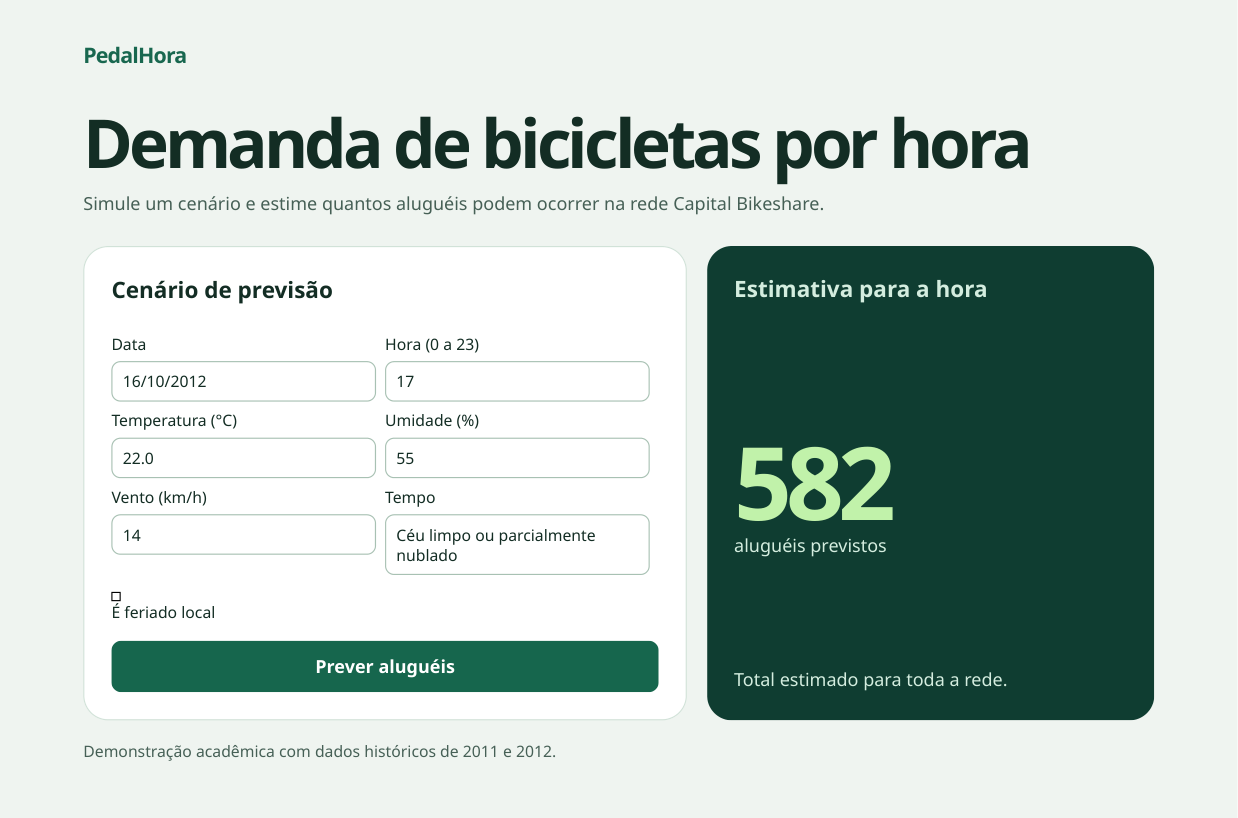 PedalHora
Demanda de bicicletas por hora
Simule um cenário e estime quantos aluguéis podem ocorrer na rede Capital Bikeshare.
Cenário de previsão
Data
Hora (0 a 23)
16/10/2012
17
Temperatura (°C)
Umidade (%)
22.0
55
Vento (km/h)
Tempo
14
Céu limpo ou parcialmente
nublado
É feriado local
Prever aluguéis
Estimativa para a hora
582
aluguéis previstos
Total estimado para toda a rede.
Demonstração acadêmica com dados históricos de 2011 e 2012.